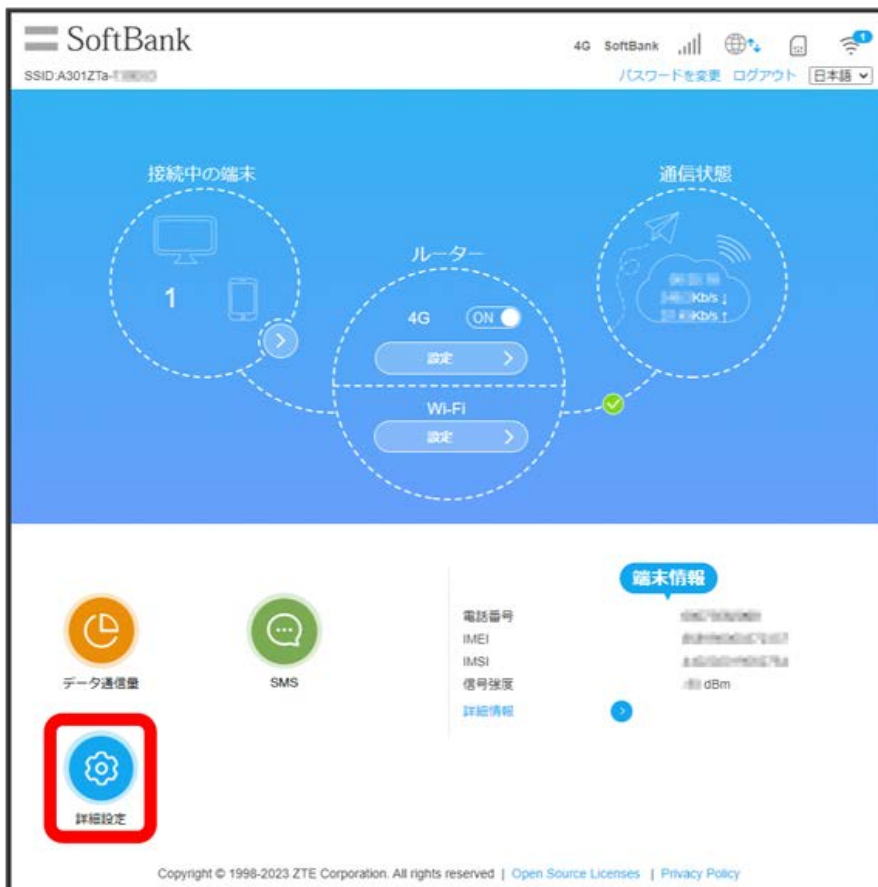 SoftBank
4G SoftBank
1
SSID:A301ZTa-
パスワードを変更 ログアウト 日本語
接続中の端末
通信状態
ルーター
1
Kb/s ↓
Kb/s ↑
4G ON
設定
Wi-Fi
設定
端末情報
電話番号
IMEI
IMSI
信号強度 dBm
詳細情報
データ通信量
SMS
詳細設定
Copyright © 1998-2023 ZTE Corporation. All rights reserved | Open Source Licenses | Privacy Policy